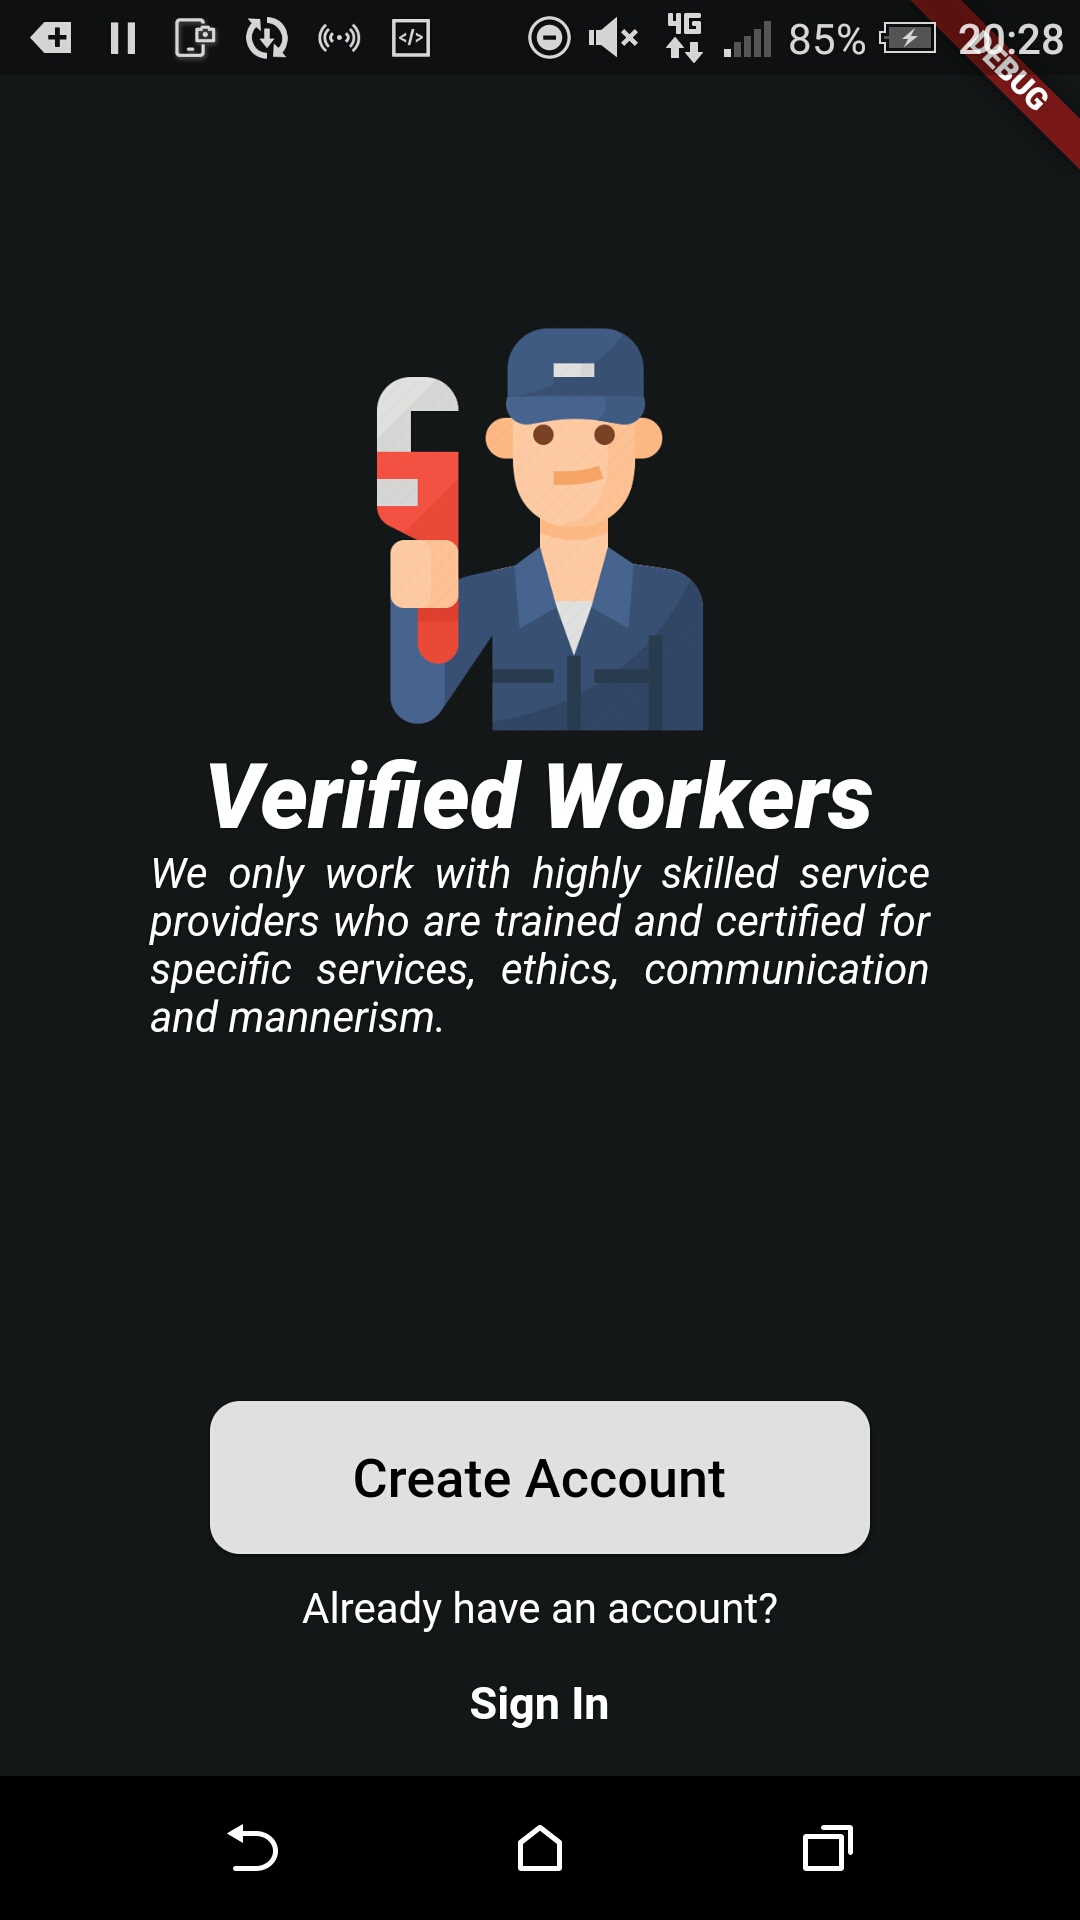 4G 85% 20:28
DEBUG
Verified Workers
We only work with highly skilled service
providers who are trained and certified for
specific services, ethics, communication
and mannerism.
Create Account
Already have an account?
Sign In